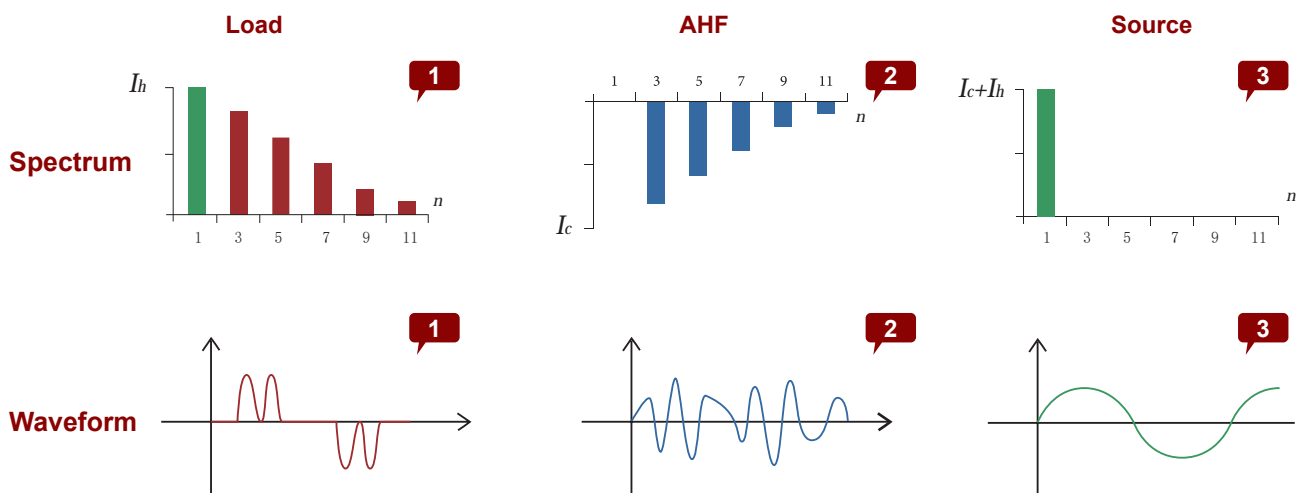 Load
AHF
Source
1
2
3
Ih
1 3 5 7 9 11
Ic+Ih
n
n
n
Spectrum
Ic
1 3 5 7 9 11
1 3 5 7 9 11
1
2
3
Waveform